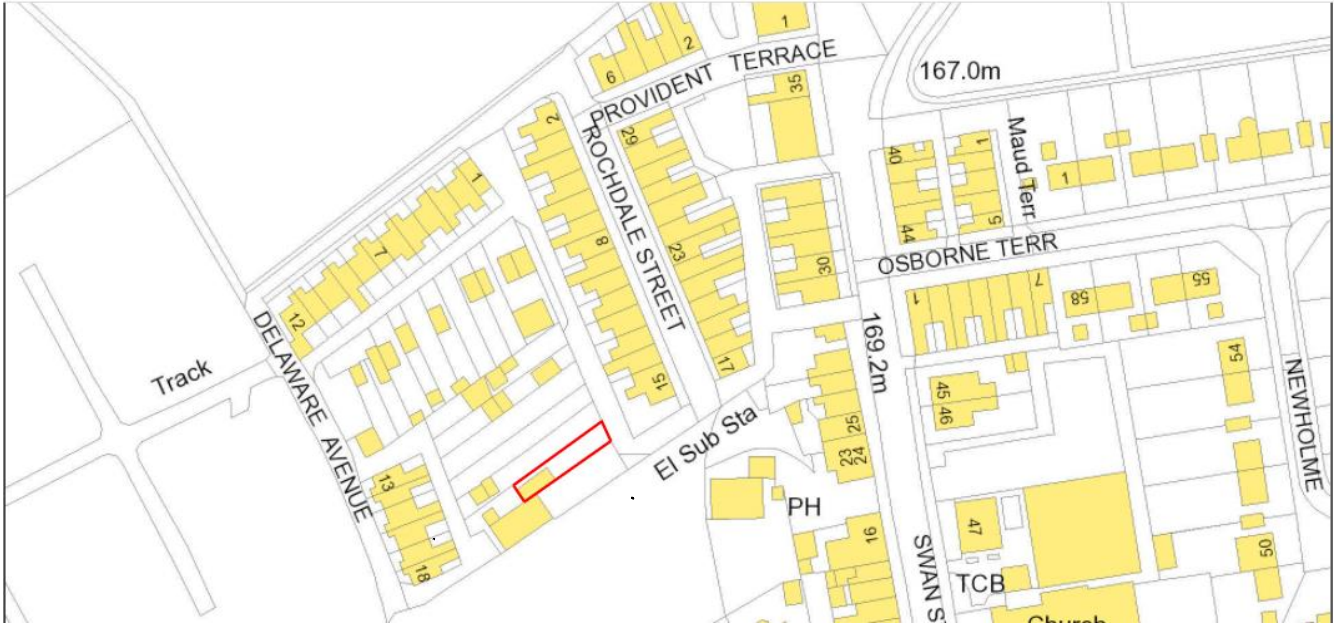 1
2
6
PROVIDENT TERRACE
35
167.0m
2
29
ROCHDALE STREET
40
1
Maud Terr
1
1
7
8
23
30
44
5
OSBORNE TERR
12
1
7
58
55
DELAWARE AVENUE
Track
17
169.2m
15
54
NEWHOLME
45
46
El Sub Sta
25
24
23
13
PH
47
16
SWAN S
50
18
TCB
Church